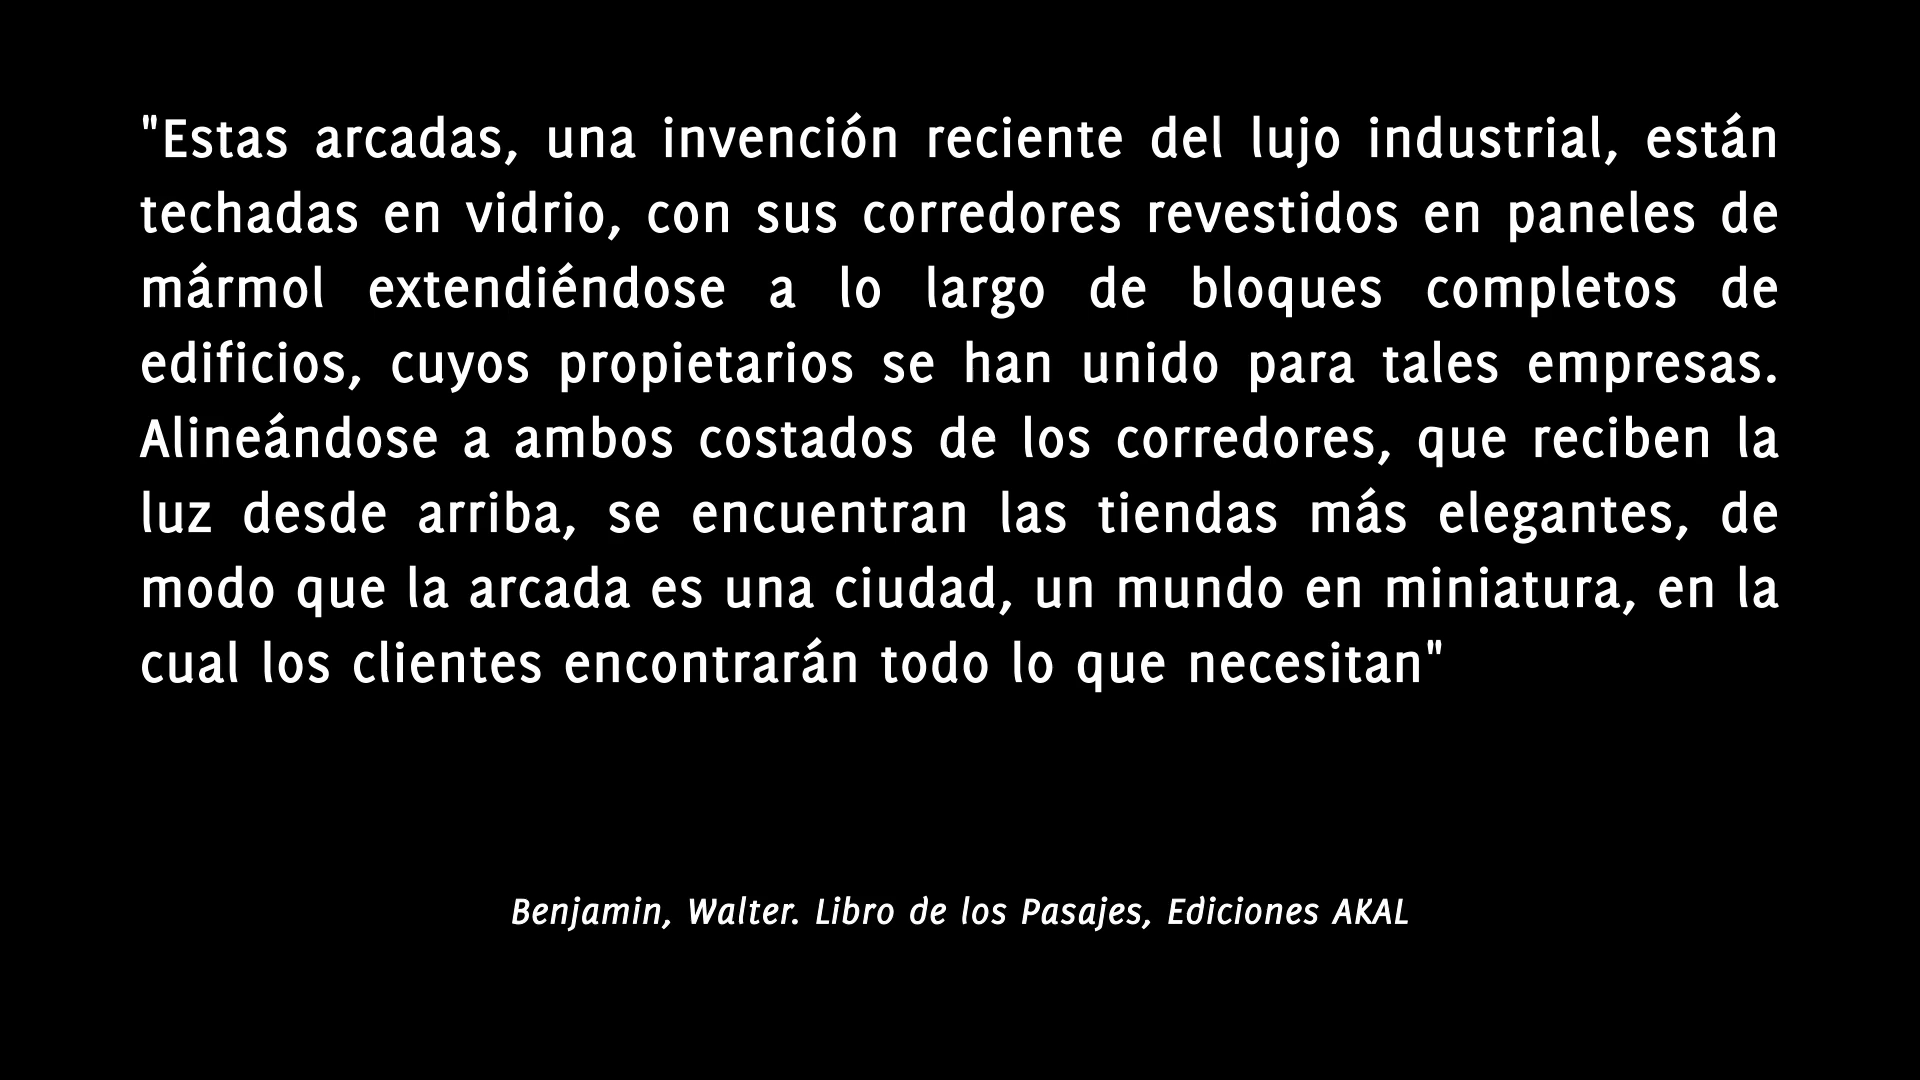 "Estas arcadas, una invención reciente del lujo industrial, están
techadas en vidrio, con sus corredores revestidos en paneles de
mármol extendiéndose a lo largo de bloques completos de
edificios, cuyos propietarios se han unido para tales empresas.
Alineándose a ambos costados de los corredores, que reciben la
luz desde arriba, se encuentran las tiendas más elegantes, de
modo que la arcada es una ciudad, un mundo en miniatura, en la
cual los clientes encontrarán todo lo que necesitan"
Benjamin, Walter. Libro de los Pasajes, Ediciones AKAL